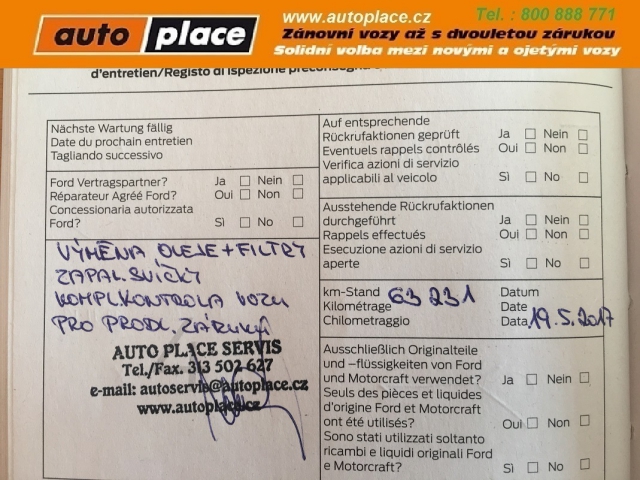 auto place
www.autoplace.cz
Tel. : 800 888 771
Zánovní vozy až s dvouletou zárukou
Solidní volba mezi novými a ojetými vozy
d'entretien/Registo di ispezione preconsegna
Nächste Wartung fällig
Date du prochain entretien
Tagliando successivo
Ford Vertragspartner? Ja Nein
Réparateur Agréé Ford? Oui Non
Concessionaria autorizzata
Ford? Sì No
VÝMĚNA OLEJE + FILTRY
ZAPAL. SVÍČKY
KOMPL. KONTROLA VOZU
PRO PRODL. ZÁRUKY
AUTO PLACE SERVIS
Tel./Fax. 313 502 627
e-mail: autoservis@autoplace.cz
www.autoplace.cz
Auf entsprechende
Rückrufaktionen geprüft Ja Nein
Eventuels rappels contrôlés Oui Non
Verifica azioni di servizio
applicabili al veicolo Sì No
Ausstehende Rückrufaktionen
durchgeführt Ja Nein
Rappels effectués Oui Non
Esecuzione azioni di servizio
aperte Sì No
km-Stand 63 231 Datum
Kilométrage Date
Chilometraggio Data 19.5.2017
Ausschließlich Originalteile
und –flüssigkeiten von Ford
und Motorcraft verwendet? Ja Nein
Seuls des pièces et liquides
d'origine Ford et Motorcraft
ont été utilisés? Oui Non
Sono stati utilizzati soltanto
ricambi e liquidi originali Ford
e Motorcraft? Sì No